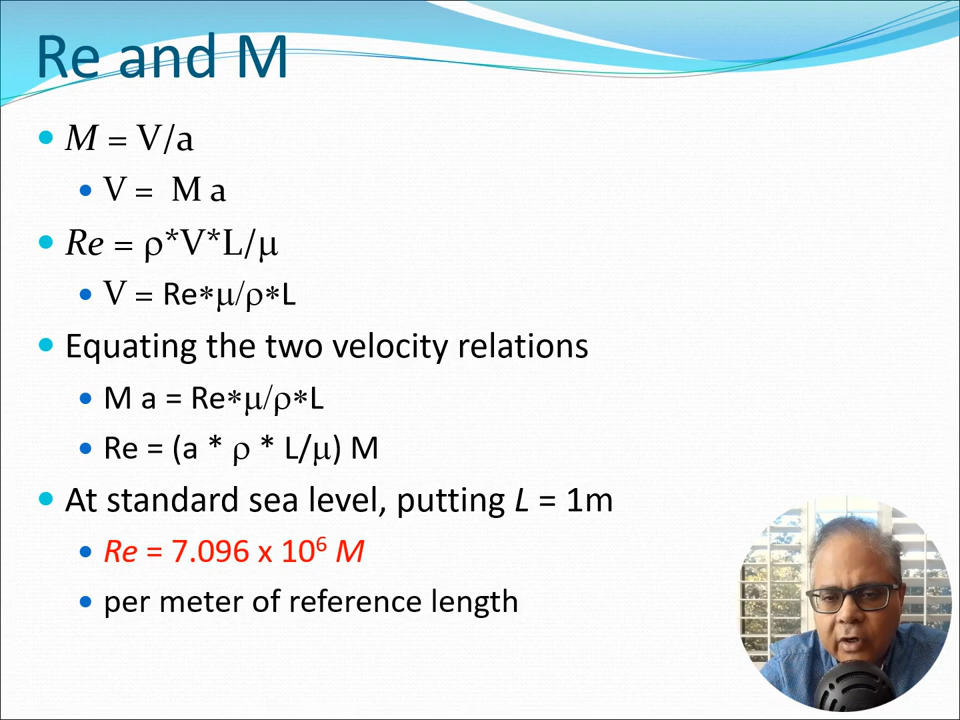 Re and M
M = V/a
V = M a
Re = ρ*V*L/μ
V = Re*μ/ρ*L
Equating the two velocity relations
M a = Re*μ/ρ*L
Re = (a * ρ * L/μ) M
At standard sea level, putting L = 1m
Re = 7.096 x 10⁶ M
per meter of reference length